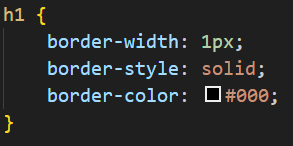 h1 {
    border-width: 1px;
    border-style: solid;
    border-color: #000;
}